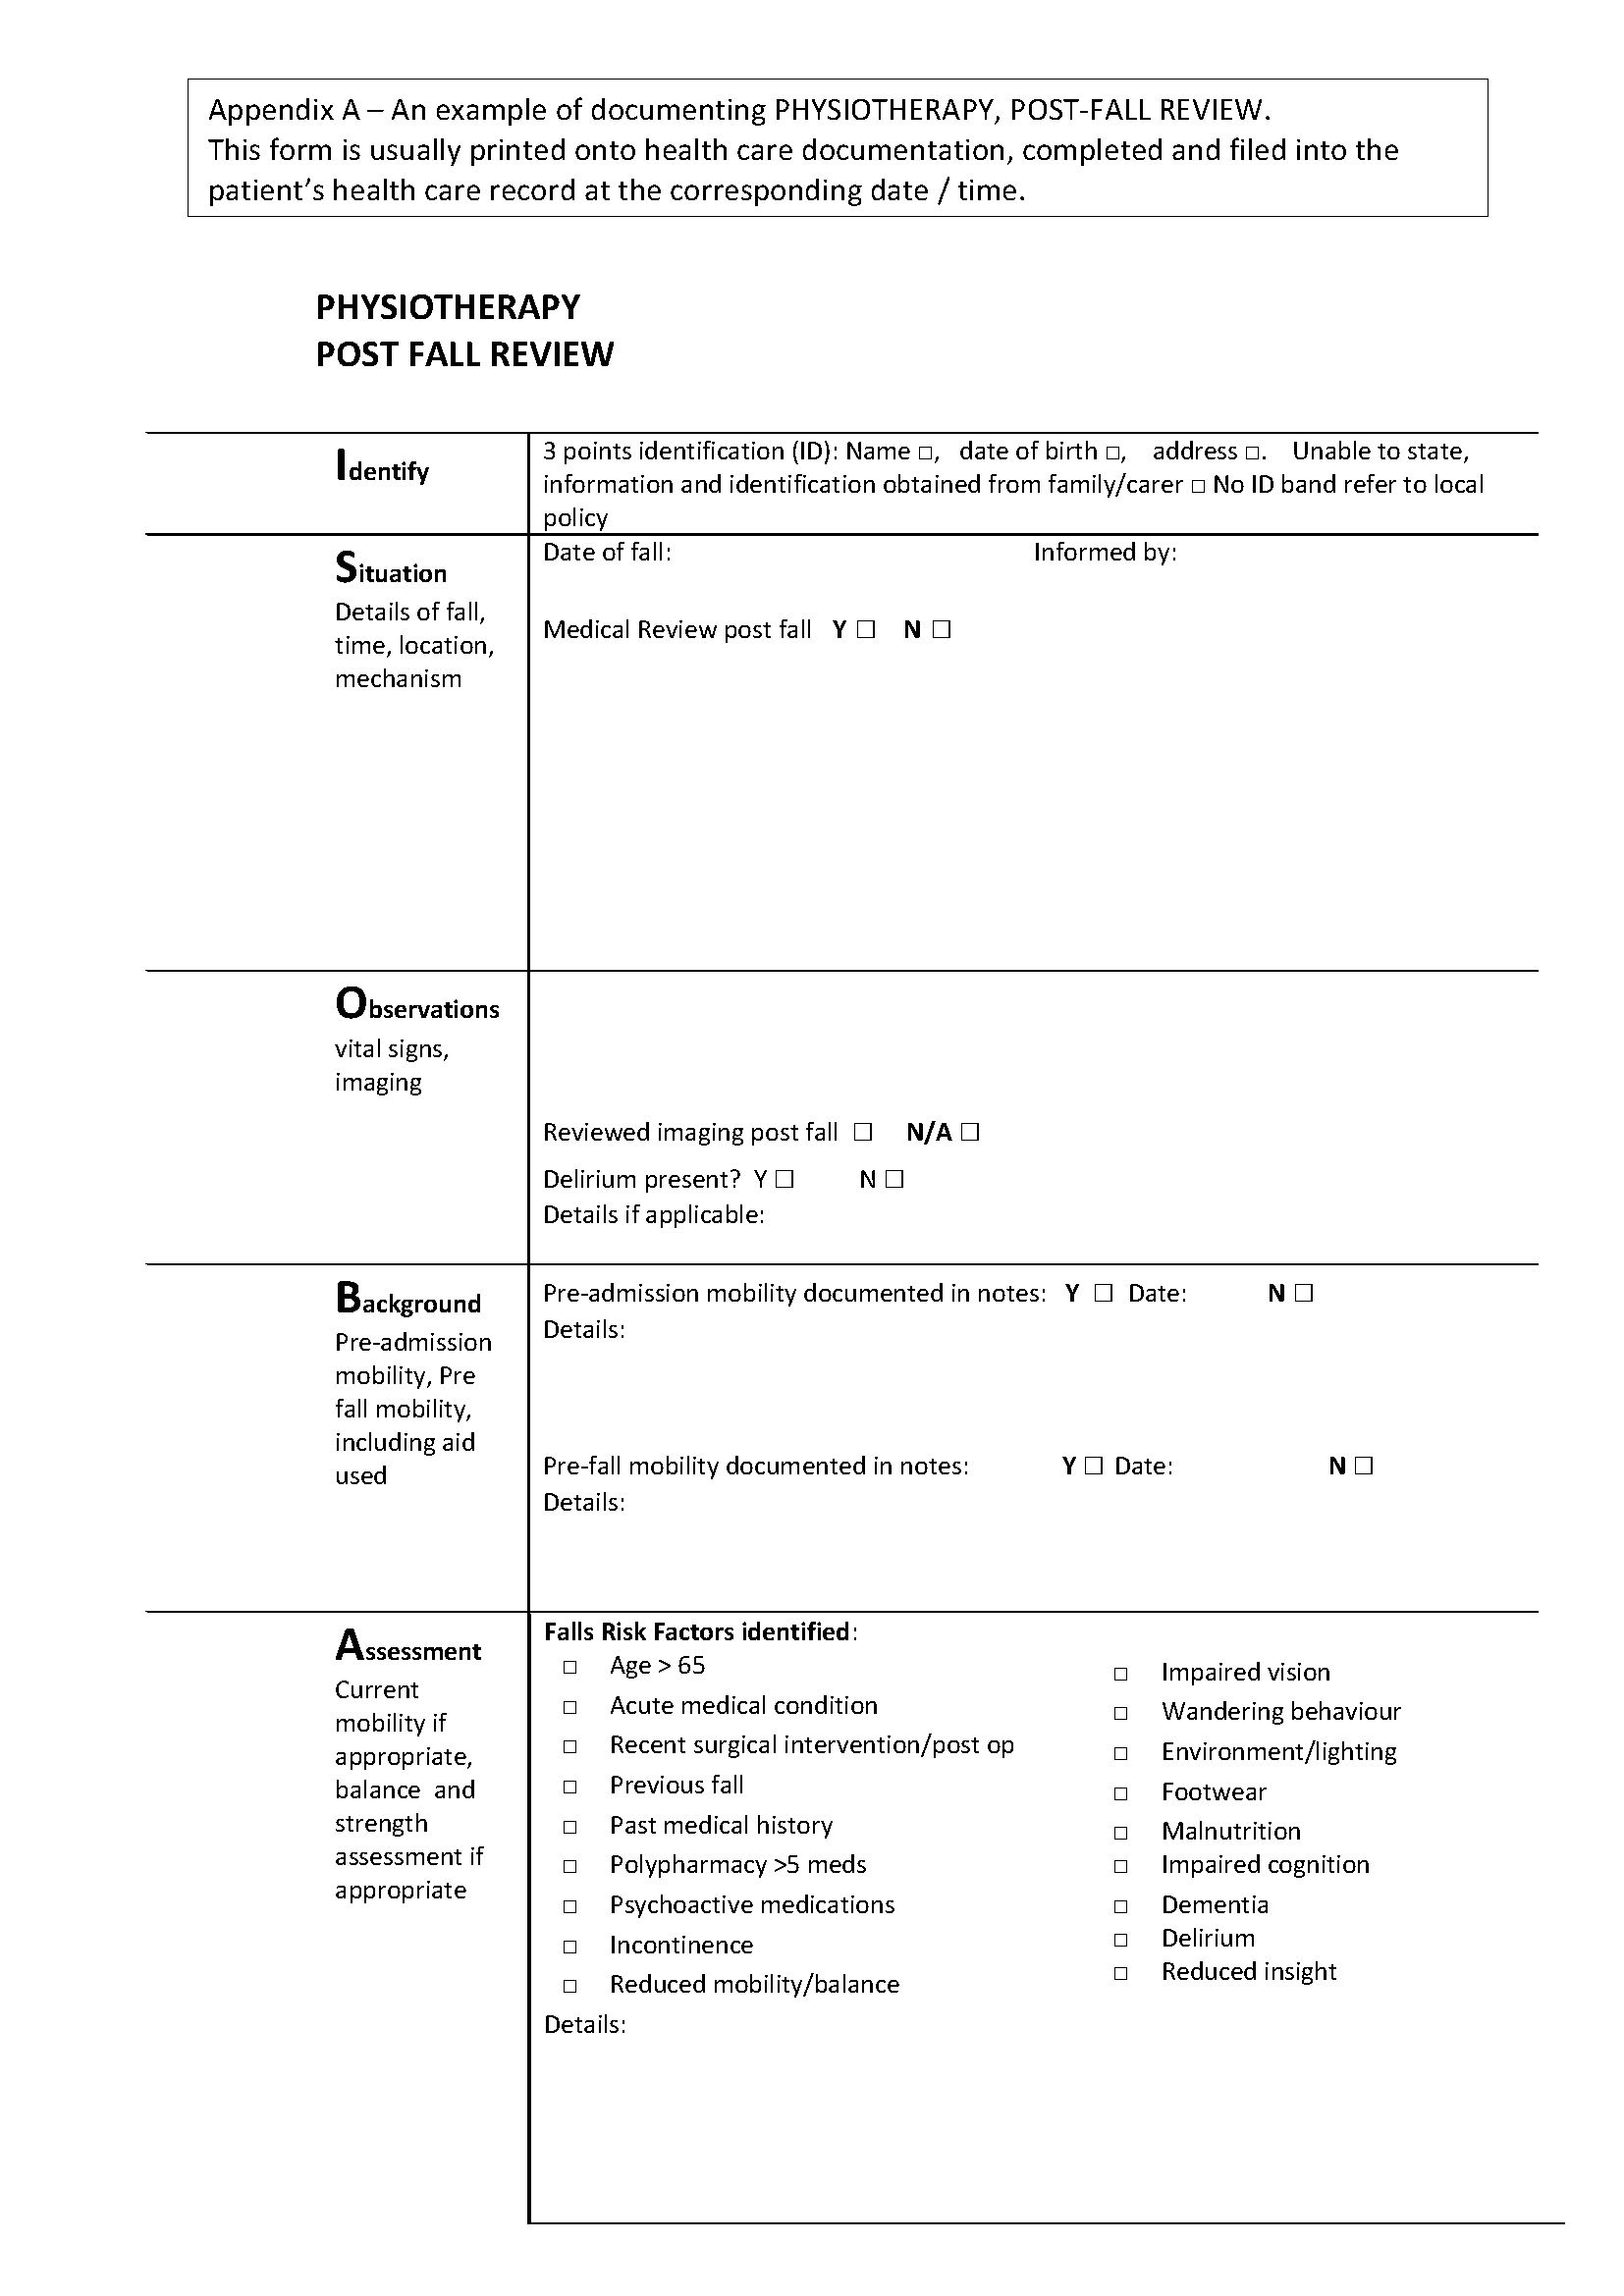 Appendix A – An example of documenting PHYSIOTHERAPY, POST-FALL REVIEW.
This form is usually printed onto health care documentation, completed and filed into the
patient’s health care record at the corresponding date / time.
PHYSIOTHERAPY
POST FALL REVIEW
Identify
3 points identification (ID): Name □, date of birth □, address □. Unable to state,
information and identification obtained from family/carer □ No ID band refer to local
policy
Situation
Details of fall,
time, location,
mechanism
Date of fall: Informed by:
Medical Review post fall Y ☐ N ☐
Observations
vital signs,
imaging
Reviewed imaging post fall ☐ N/A ☐
Delirium present? Y ☐ N ☐
Details if applicable:
Background
Pre-admission
mobility, Pre
fall mobility,
including aid
used
Pre-admission mobility documented in notes: Y ☐ Date: N ☐
Details:
Pre-fall mobility documented in notes: Y ☐ Date: N ☐
Details:
Assessment
Current
mobility if
appropriate,
balance and
strength
assessment if
appropriate
Falls Risk Factors identified:
□ Age > 65
□ Acute medical condition
□ Recent surgical intervention/post op
□ Previous fall
□ Past medical history
□ Polypharmacy >5 meds
□ Psychoactive medications
□ Incontinence
□ Reduced mobility/balance
□ Impaired vision
□ Wandering behaviour
□ Environment/lighting
□ Footwear
□ Malnutrition
□ Impaired cognition
□ Dementia
□ Delirium
□ Reduced insight
Details: